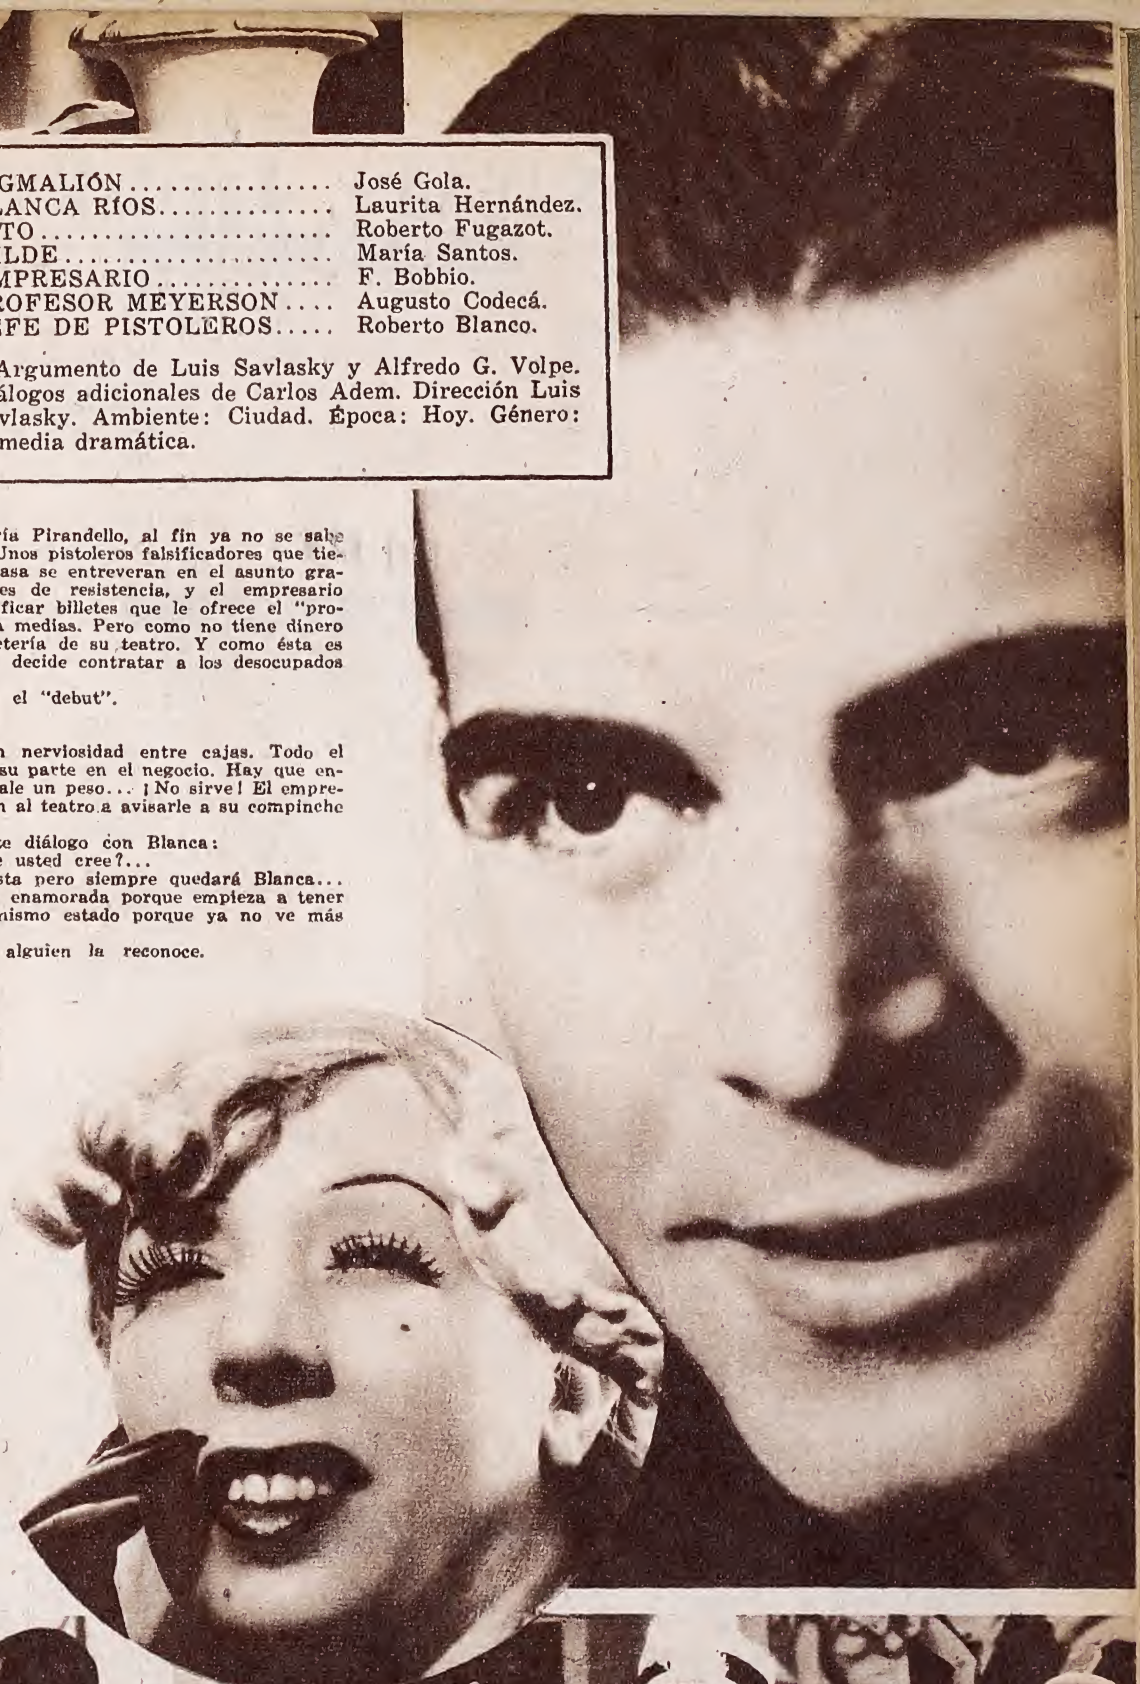 GMALIÓN................ José Gola.
ANCA RÍOS.............. Laurita Hernández.
TO...................... Roberto Fugazot.
LDE..................... María Santos.
MPRESARIO.............. F. Bobbio.
ROFESOR MEYERSON.... Augusto Codecá.
FE DE PISTOLEROS..... Roberto Blanco.
Argumento de Luis Savlasky y Alfredo G. Volpe.
álogos adicionales de Carlos Adem. Dirección Luis
vlasky. Ambiente: Ciudad. Época: Hoy. Género:
media dramática.
ía Pirandello, al fin ya no se sabe
Unos pistoleros falsificadores que tie-
asa se entreveran en el asunto gra-
es de resistencia, y el empresario
ficar billetes que le ofrece el "pro-
A medias. Pero como no tiene dinero
tería de su teatro. Y como ésta es
decide contratar a los desocupados
el "debut".
nerviosidad entre cajas. Todo el
su parte en el negocio. Hay que en-
ale un peso... ¡No sirve! El empre-
n al teatro a avisarle a su compinche
te diálogo con Blanca:
e usted cree?...
sta pero siempre quedará Blanca...
enamorada porque empieza a tener
mismo estado porque ya no ve más
alguien la reconoce.